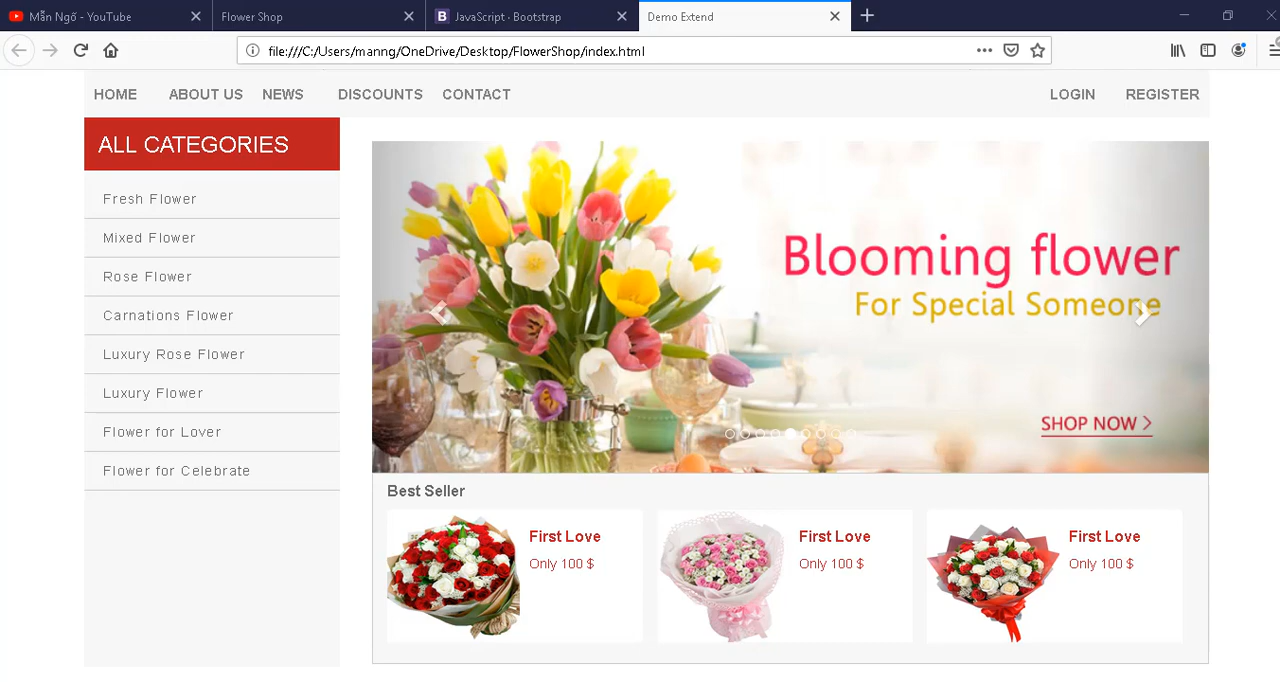 Mẫn Ngố - YouTube
Flower Shop
B JavaScript · Bootstrap
Demo Extend
file:///C:/Users/manng/OneDrive/Desktop/FlowerShop/index.html
HOME ABOUT US NEWS DISCOUNTS CONTACT LOGIN REGISTER
ALL CATEGORIES
Fresh Flower
Mixed Flower
Rose Flower
Carnations Flower
Luxury Rose Flower
Luxury Flower
Flower for Lover
Flower for Celebrate
Blooming flower
For Special Someone
SHOP NOW >
Best Seller
First Love
Only 100 $
First Love
Only 100 $
First Love
Only 100 $